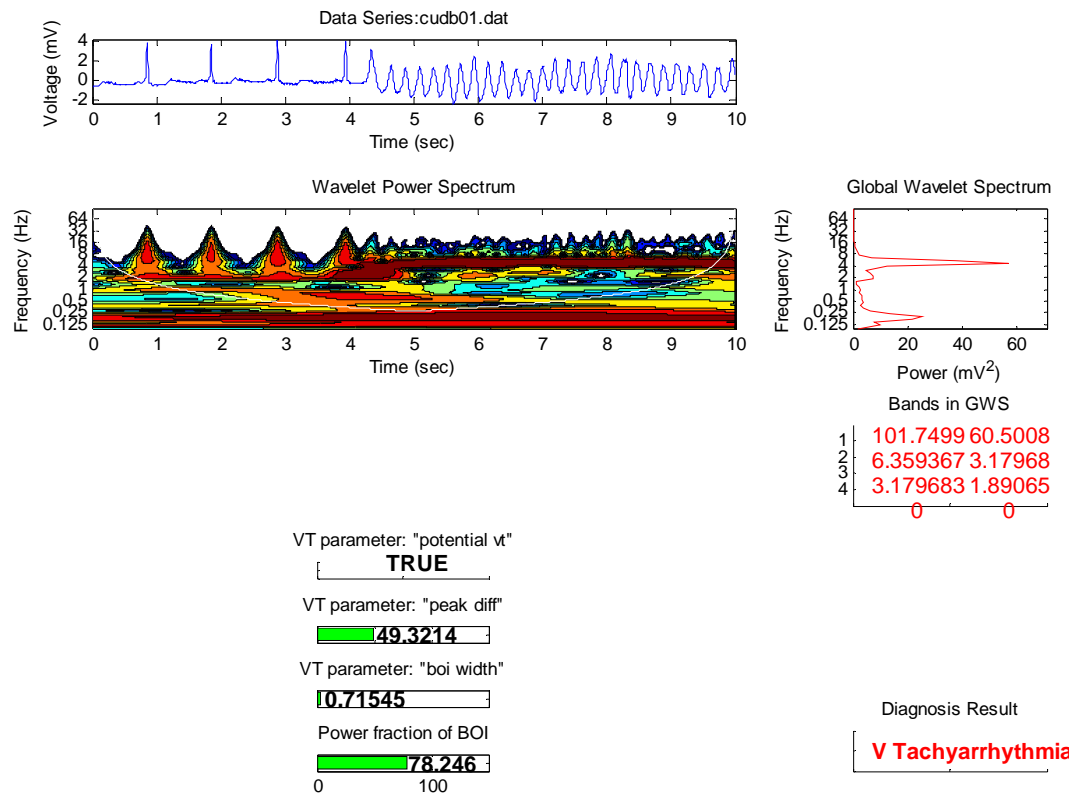 Data Series:cudb01.dat
Voltage (mV)
4
2
0
-2
0 1 2 3 4 5 6 7 8 9 10
Time (sec)
Wavelet Power Spectrum
Frequency (Hz)
64
32
16
8
4
2
1
0.5
0.25
0.125
0 1 2 3 4 5 6 7 8 9 10
Time (sec)
Global Wavelet Spectrum
Frequency (Hz)
64
32
16
8
4
2
1
0.5
0.25
0.125
0 20 40 60
Power (mV2)
Bands in GWS
1
2
3
4
101.7499 60.5008
6.359367 3.17968
3.179683 1.89065
0 0
VT parameter: "potential vt"
TRUE
VT parameter: "peak diff"
49.3214
VT parameter: "boi width"
0.71545
Power fraction of BOI
78.246
0 100
Diagnosis Result
V Tachyarrhythmia